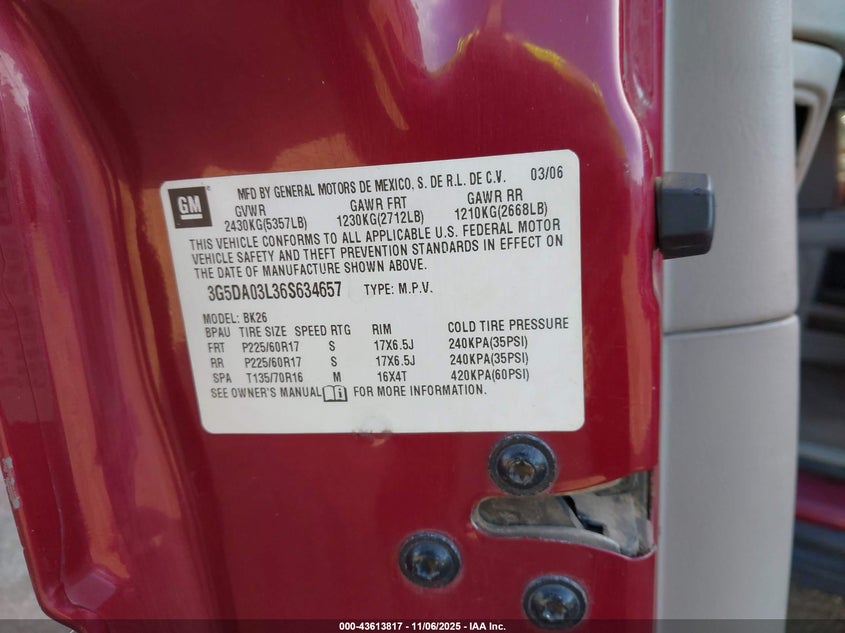 GM
MFD BY GENERAL MOTORS DE MEXICO, S. DE R.L. DE C.V. 03/06
GVWR GAWR FRT GAWR RR
2430KG(5357LB) 1230KG(2712LB) 1210KG(2668LB)
THIS VEHICLE CONFORMS TO ALL APPLICABLE U.S. FEDERAL MOTOR
VEHICLE SAFETY AND THEFT PREVENTION STANDARDS IN EFFECT ON
THE DATE OF MANUFACTURE SHOWN ABOVE.
3G5DA03L36S634657 TYPE: M.P.V.
MODEL: BK26
BPAU TIRE SIZE SPEED RTG RIM COLD TIRE PRESSURE
FRT P225/60R17 S 17X6.5J 240KPA(35PSI)
RR P225/60R17 S 17X6.5J 240KPA(35PSI)
SPA T135/70R16 M 16X4T 420KPA(60PSI)
SEE OWNER'S MANUAL i FOR MORE INFORMATION.
000-43613817 - 11/06/2025 - IAA Inc.